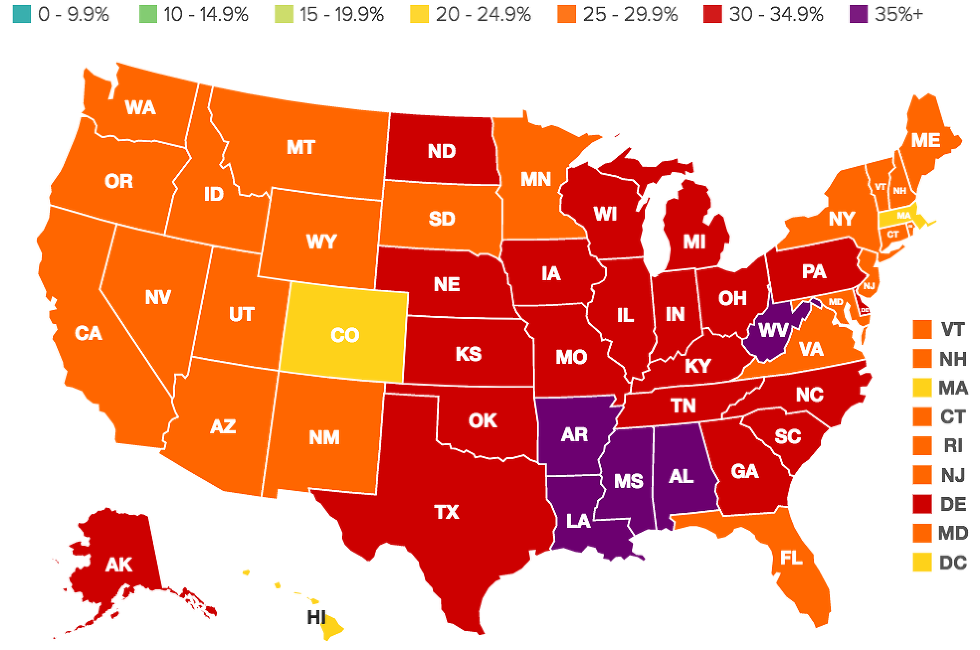 0 - 9.9% 10 - 14.9% 15 - 19.9% 20 - 24.9% 25 - 29.9% 30 - 34.9% 35%+
WA
MT
ND
MN
ME
OR
ID
SD
WI
MI
VT
NH
NY
MA
CT
WY
NE
IA
PA
NJ
NV
UT
CO
IL
IN
OH
MD
DE
CA
KS
MO
KY
WV
VA
AZ
NM
OK
AR
TN
NC
SC
MS
AL
GA
TX
LA
FL
AK
HI
VT
NH
MA
CT
RI
NJ
DE
MD
DC